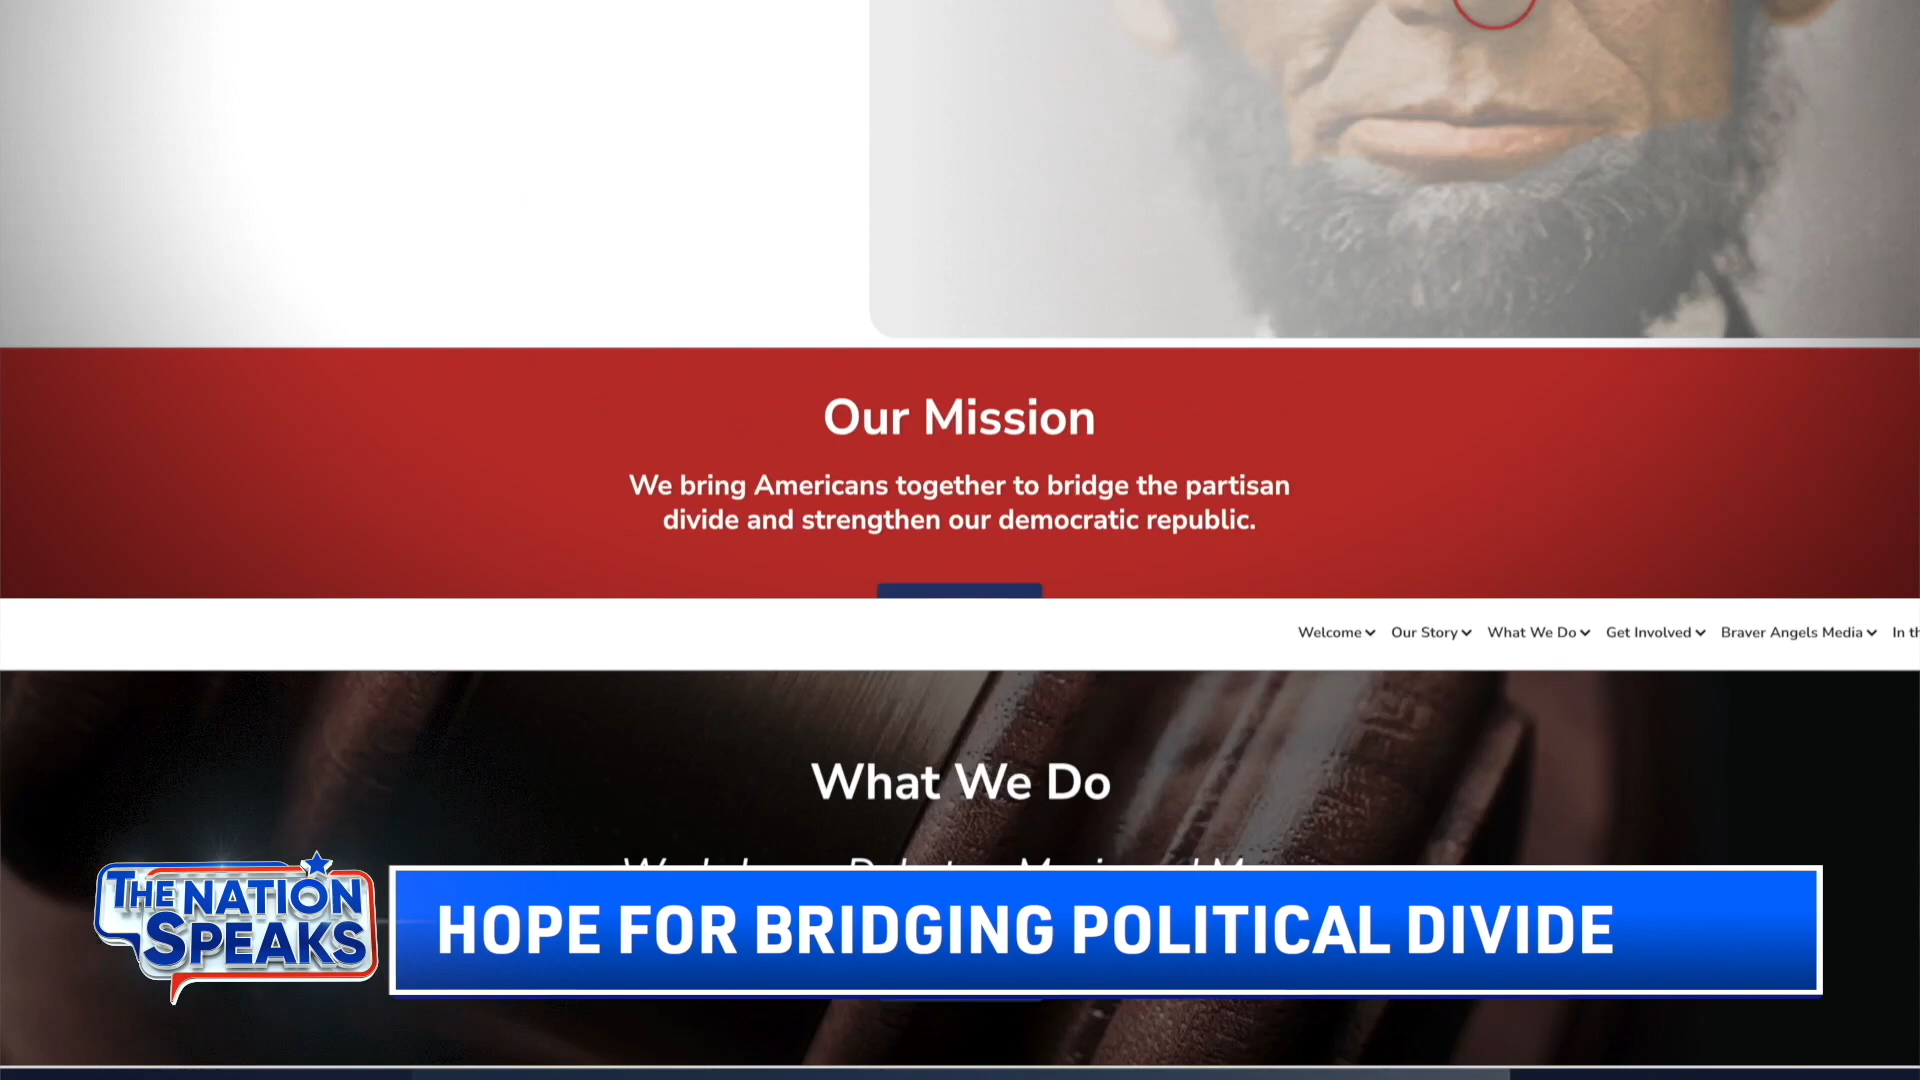 Our Mission
We bring Americans together to bridge the partisan
divide and strengthen our democratic republic.
Welcome Our Story What We Do Get Involved Braver Angels Media In
What We Do
THE NATION
SPEAKS
HOPE FOR BRIDGING POLITICAL DIVIDE